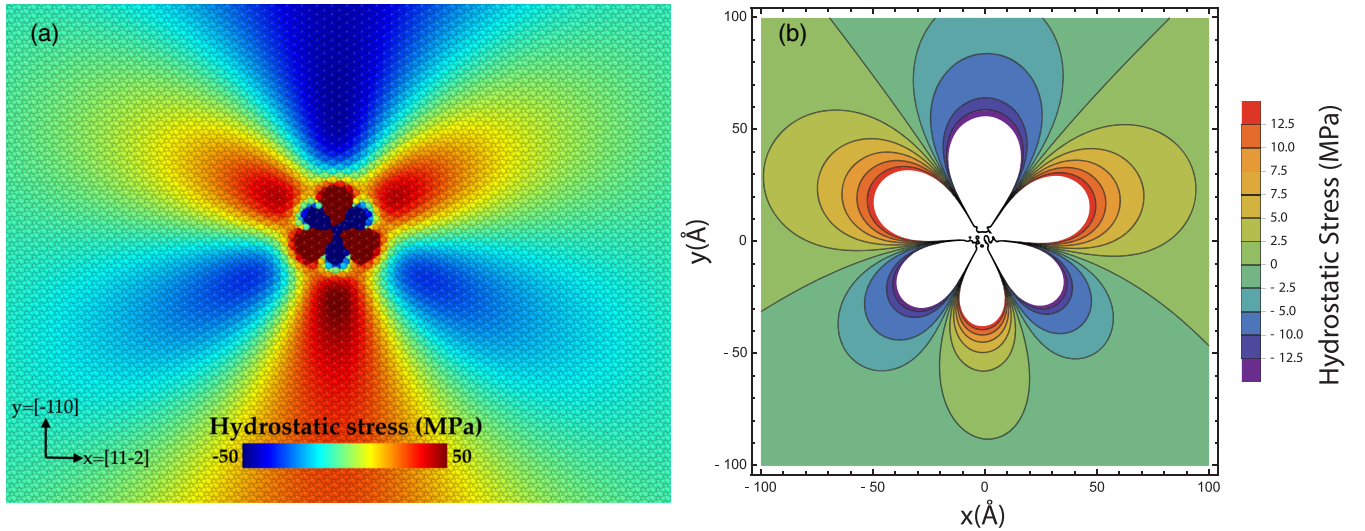 (a)
y=[-110]
x=[11-2]
Hydrostatic stress (MPa)
-50
50
(b)
100
50
0
- 50
- 100
y(Å)
- 100
- 50
0
50
100
x(Å)
12.5
10.0
7.5
5.0
2.5
0
- 2.5
- 5.0
- 10.0
- 12.5
Hydrostatic Stress (MPa)